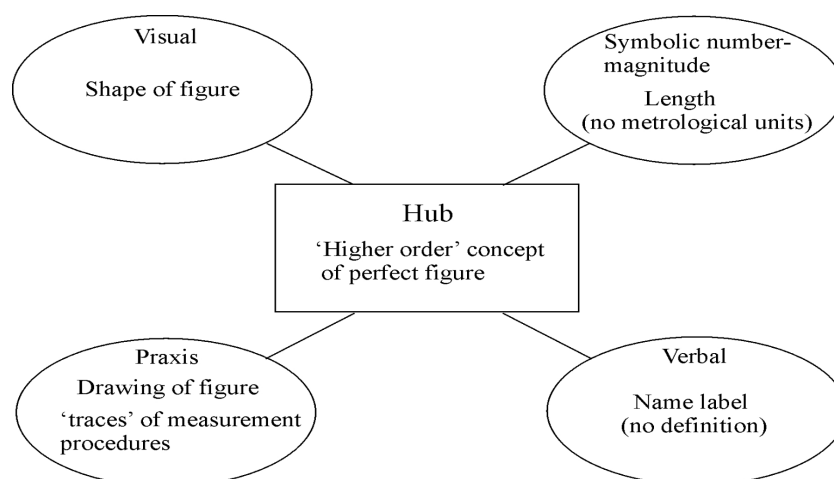 Visual
Shape of figure
Symbolic number-
magnitude
Length
(no metrological units)
Hub
‘Higher order’ concept
of perfect figure
Praxis
Drawing of figure
‘traces’ of measurement
procedures
Verbal
Name label
(no definition)